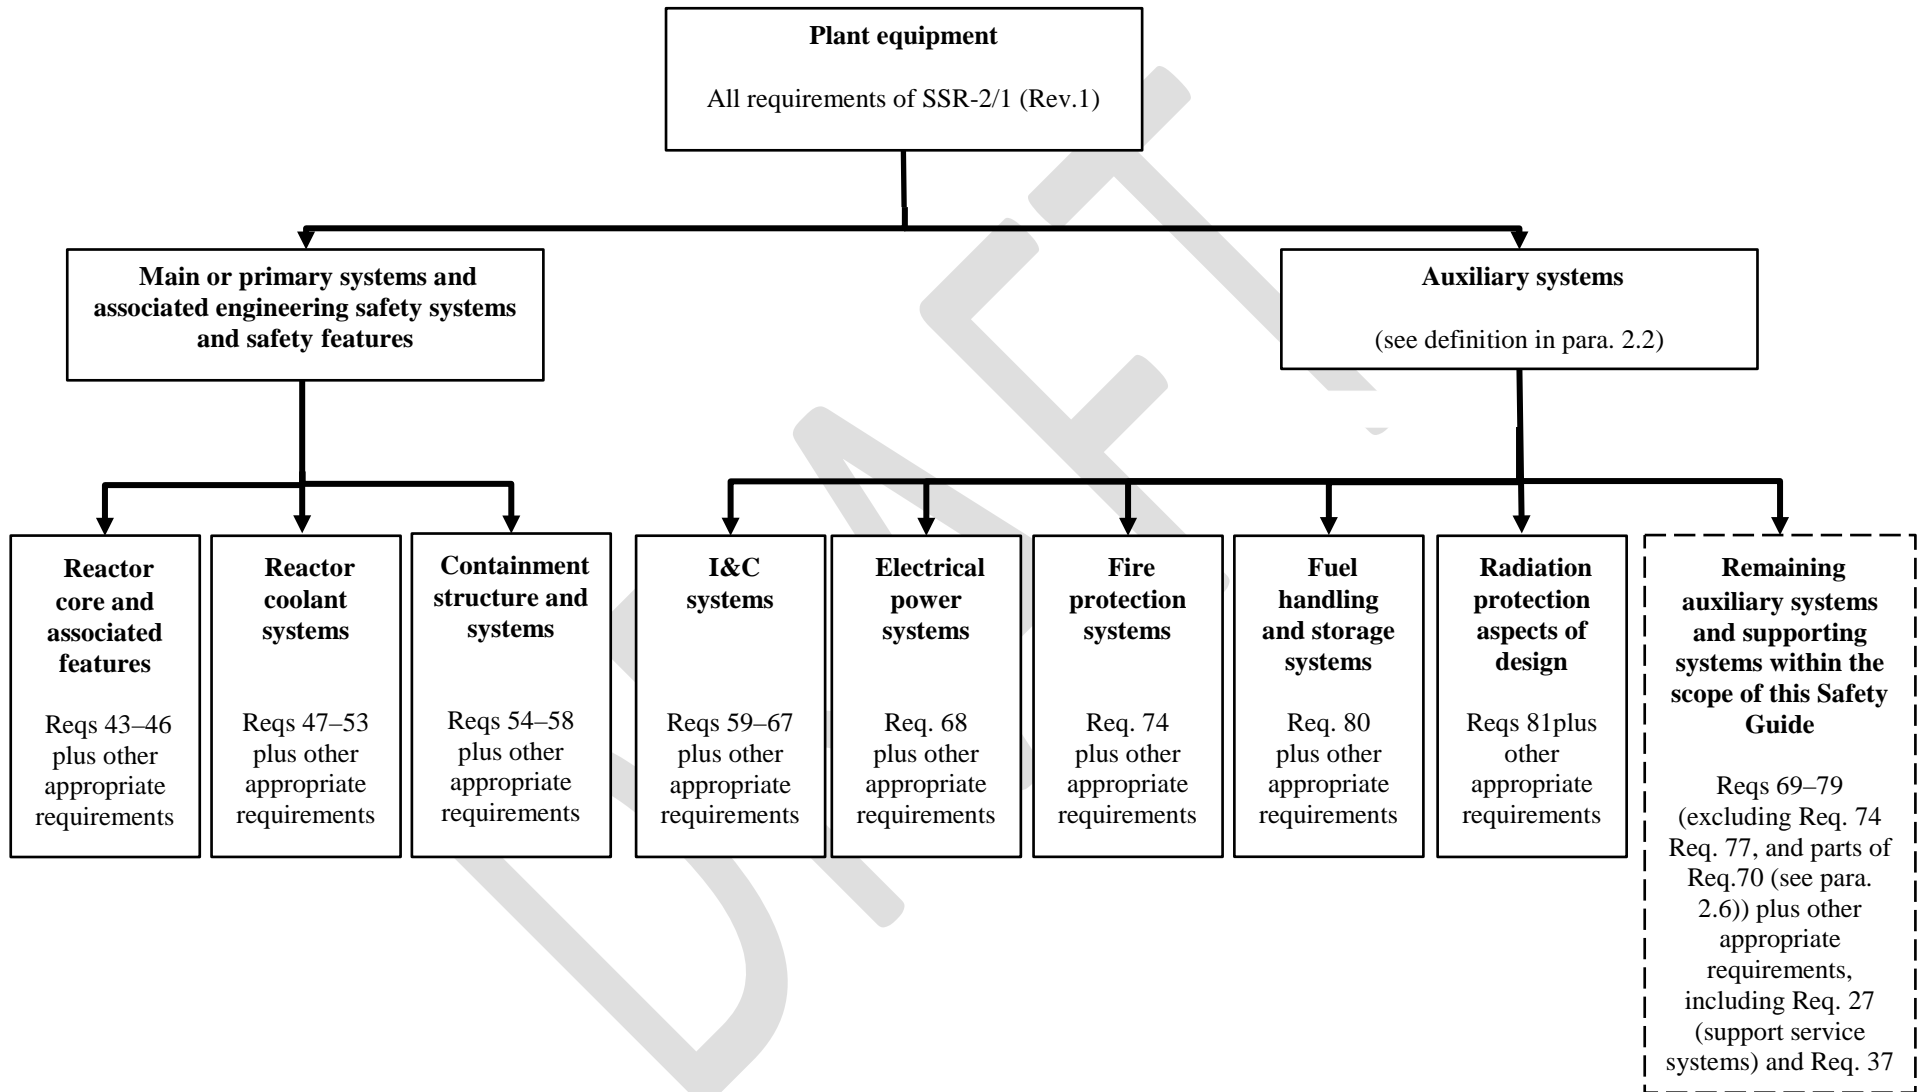 Plant equipment
All requirements of SSR-2/1 (Rev.1)
Main or primary systems and
associated engineering safety systems
and safety features
Auxiliary systems
(see definition in para. 2.2)
Reactor
core and
associated
features
Reqs 43–46
plus other
appropriate
requirements
Reactor
coolant
systems
Reqs 47–53
plus other
appropriate
requirements
Containment
structure and
systems
Reqs 54–58
plus other
appropriate
requirements
I&C
systems
Reqs 59–67
plus other
appropriate
requirements
Electrical
power
systems
Req. 68
plus other
appropriate
requirements
Fire
protection
systems
Req. 74
plus other
appropriate
requirements
Fuel
handling
and storage
systems
Req. 80
plus other
appropriate
requirements
Radiation
protection
aspects of
design
Reqs 81plus
other
appropriate
requirements
Remaining
auxiliary systems
and supporting
systems within the
scope of this Safety
Guide
Reqs 69–79
(excluding Req. 74
Req. 77, and parts of
Req.70 (see para.
2.6)) plus other
appropriate
requirements,
including Req. 27
(support service
systems) and Req. 37
DRAFT